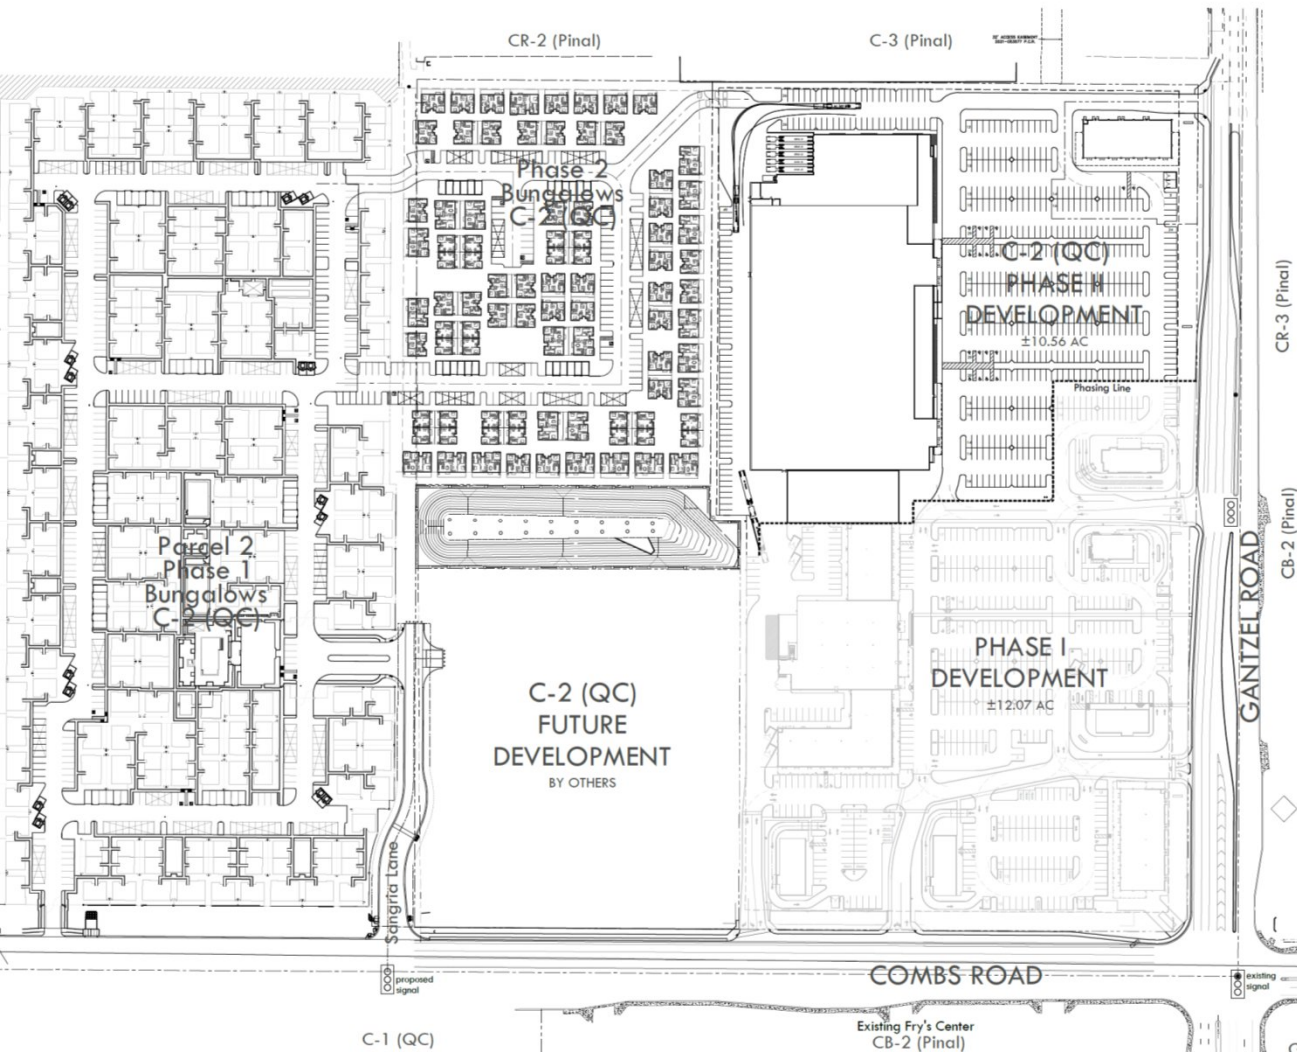 CR-2 (Pinal)
C-3 (Pinal)
Phase 2
Bungalows
C-2 (QC)
C-2 (QC)
PHASE II
DEVELOPMENT
±10.56 AC
CR-3 (Pinal)
Phasing Line
Parcel 2
Phase 1
Bungalows
C-2 (QC)
CB-2 (Pinal)
GANTZEL ROAD
PHASE I
DEVELOPMENT
±12.07 AC
C-2 (QC)
FUTURE
DEVELOPMENT
BY OTHERS
Sangria Lane
COMBS ROAD
proposed
signal
existing
signal
Existing Fry's Center
CB-2 (Pinal)
C-1 (QC)